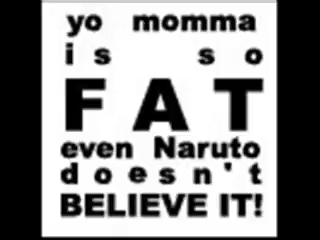 yo momma
is so
FAT
even Naruto
doesn't
BELIEVE IT!